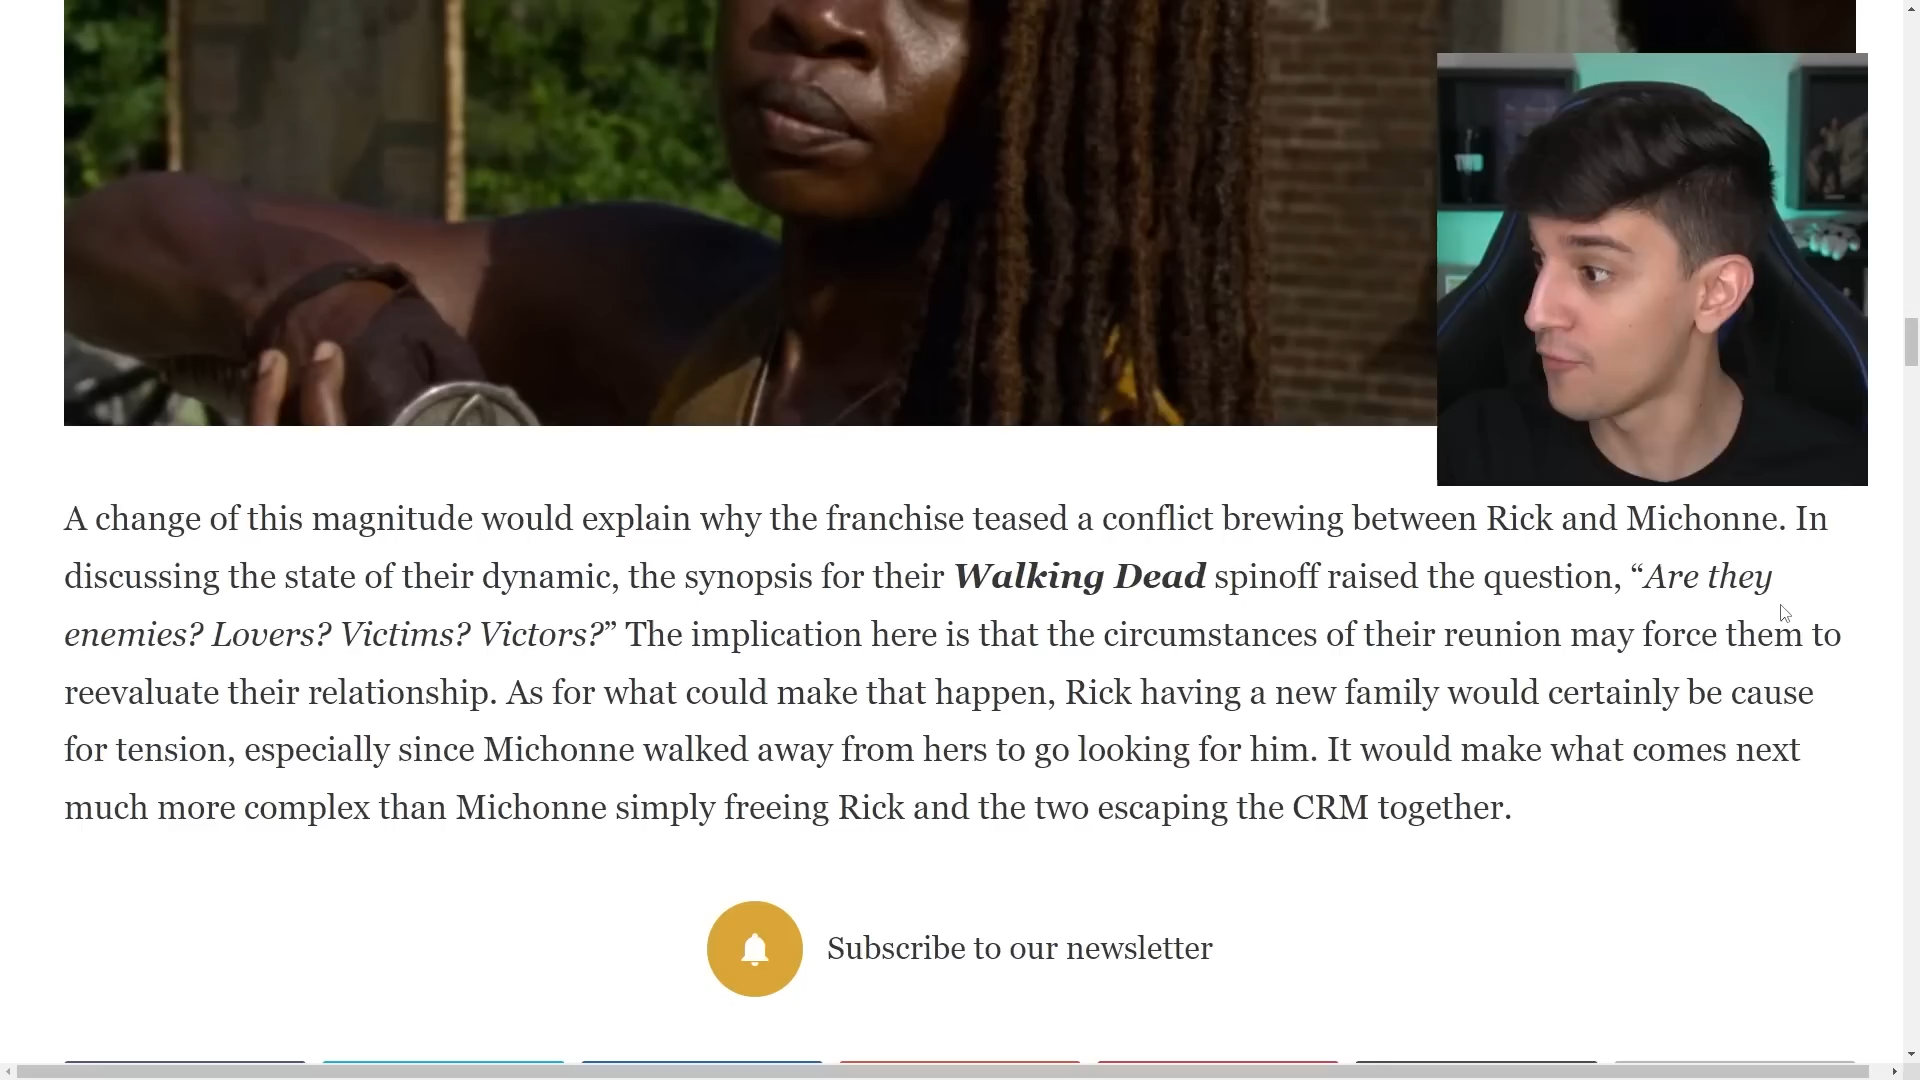 A change of this magnitude would explain why the franchise teased a conflict brewing between Rick and Michonne. In
discussing the state of their dynamic, the synopsis for their Walking Dead spinoff raised the question, “Are they
enemies? Lovers? Victims? Victors?” The implication here is that the circumstances of their reunion may force them to
reevaluate their relationship. As for what could make that happen, Rick having a new family would certainly be cause
for tension, especially since Michonne walked away from hers to go looking for him. It would make what comes next
much more complex than Michonne simply freeing Rick and the two escaping the CRM together.
Subscribe to our newsletter